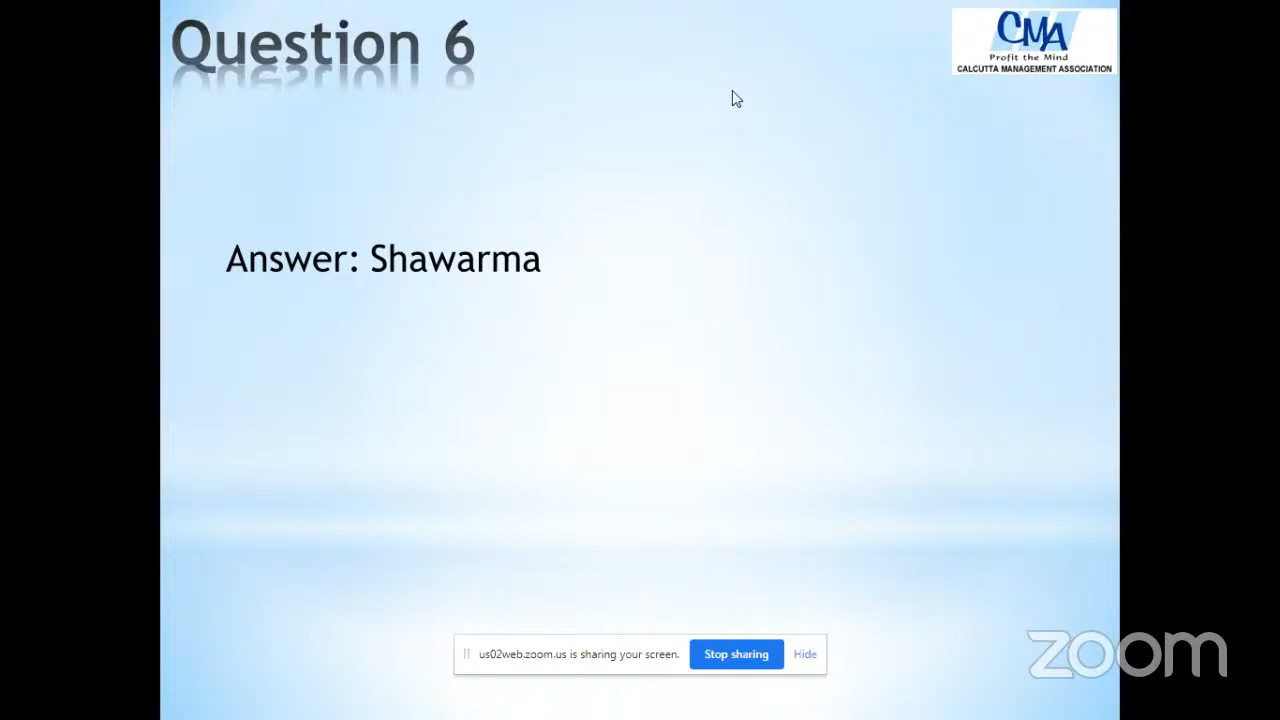 Question 6
CMA
Profit the Mind
CALCUTTA MANAGEMENT ASSOCIATION
Answer: Shawarma
us02web.zoom.us is sharing your screen.
Stop sharing
Hide
zoom